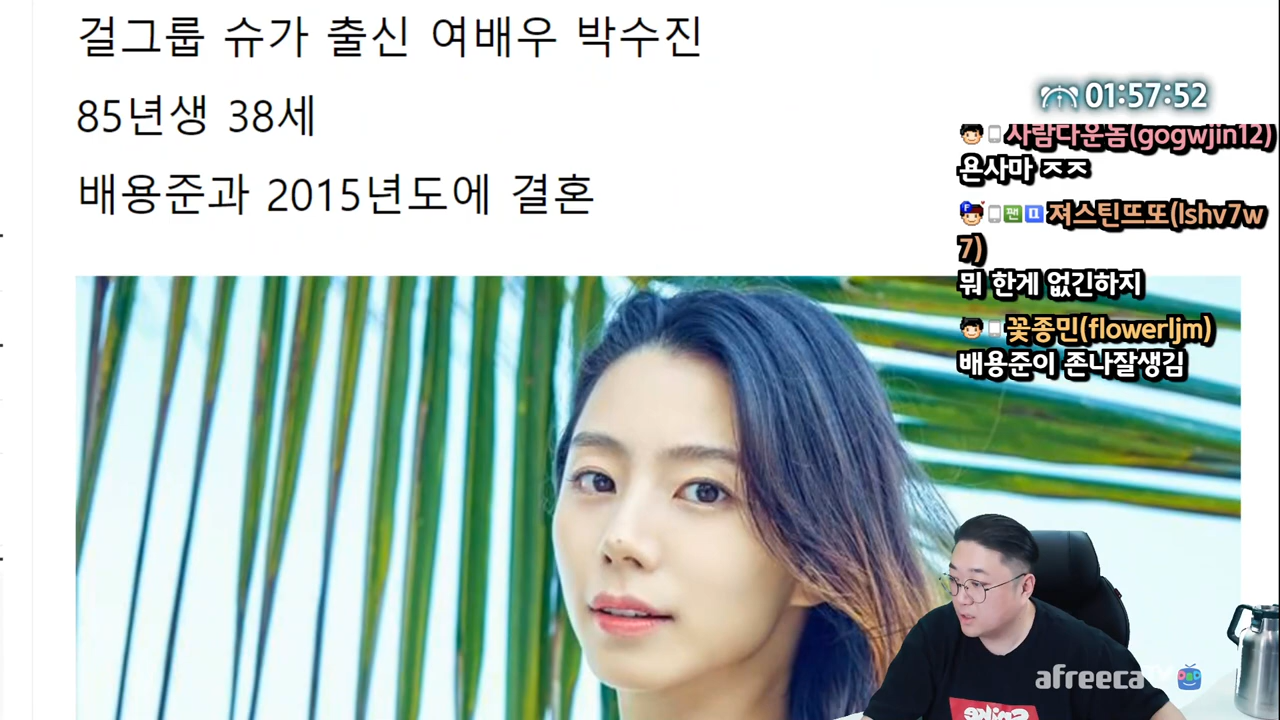 걸그룹 슈가 출신 여배우 박수진
85년생 38세
배용준과 2015년도에 결혼
01:57:52
사람다운놈(gogwjin12)
욘사마 ㅈㅈ
F 팬 n 져스틴뜨또(lshv7w
7)
뭐 한게 없긴하지
꽃종민(flowerljm)
배용준이 존나잘생김
afreecaTV